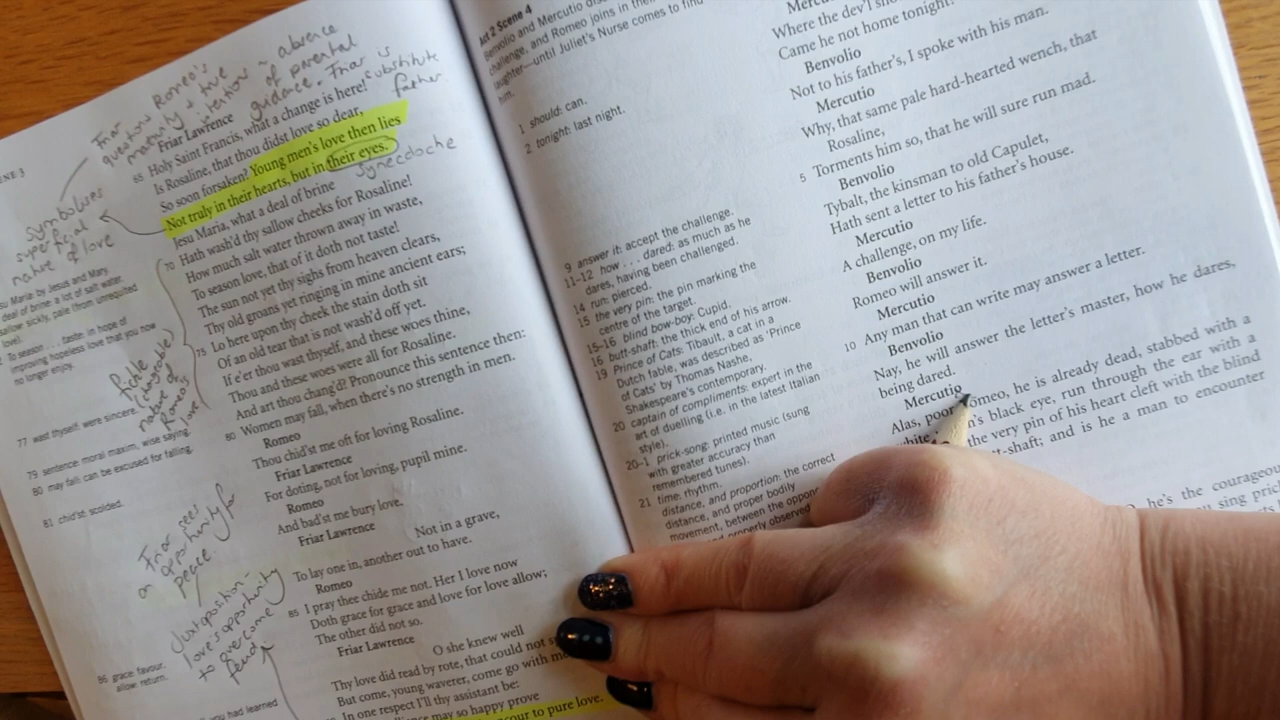 absence
of parental
guidance - Friar is
substitute
father.
Romeo's
maturity & true
intentions ~
Friar
questions
Friar Lawrence
Holy Saint Francis, what a change is here!
65 Is Rosaline, that thou didst love so dear,
So soon forsaken? Young men's love then lies
Not truly in their hearts, but in their eyes.
synecdoche
symbolises
superficial
nature of love
Jesu Maria, what a deal of brine
Hath wash'd thy sallow cheeks for Rosaline!
70 How much salt water thrown away in waste,
To season love, that of it doth not taste!
The sun not yet thy sighs from heaven clears,
Thy old groans yet ringing in mine ancient ears;
Lo here upon thy cheek the stain doth sit
75 Of an old tear that is not wash'd off yet.
If e'er thou wast thyself, and these woes thine,
Thou and these woes were all for Rosaline.
And art thou chang'd? Pronounce this sentence then:
80 Women may fall, when there's no strength in men.
Romeo
Thou chid'st me oft for loving Rosaline.
Friar Lawrence
For doting, not for loving, pupil mine.
Romeo
And bad'st me bury love.
Friar Lawrence
Not in a grave,
To lay one in, another out to have.
Romeo
85 I pray thee chide me not. Her I love now
Doth grace for grace and love for love allow;
The other did not so.
Friar Lawrence
O she knew well
Thy love did read by rote, that could not
But come, young waverer, come go with me
In one respect I'll thy assistant be:
may so happy prove
to pure love.
Maria: by Jesus and Mary.
deal of brine: a lot of salt water.
sallow: sickly, pale (from unrequited
love).
To season . . . taste: in hope of
improving hopeless love that you now
no longer enjoy.
fickle
(changeable)
nature of
Romeo's
love
77 wast thyself: were sincere.
79 sentence: moral maxim, wise saying.
80 may fall: can be excused for falling.
81 chid'st: scolded.
Friar sees
an opportunity for
peace.
Juxtaposition -
love's opportunity
to overcome
feud
86 grace: favour.
allow: return.
you had learned
Act 2 Scene 4
Benvolio and Mercutio
challenge, and Romeo joins in the
laughter—until Juliet's Nurse comes to find
him.
1 should: can.
2 tonight: last night.
9 answer it: accept the challenge.
11–12 how . . . dared: as much as he
dares, having been challenged.
14 run: pierced.
15 the very pin: the pin marking the
centre of the target.
15–16 blind bow-boy: Cupid.
16 butt-shaft: the thick end of his arrow.
19 Prince of Cats: Tibault, a cat in a
Dutch fable, was described as 'Prince
of Cats' by Thomas Nashe,
Shakespeare's contemporary.
20 captain of compliments: expert in the
art of duelling (i.e. in the latest Italian
style).
20–1 prick-song: printed music (sung
with greater accuracy than
remembered tunes).
21 time: rhythm.
distance, and proportion: the correct
distance, and proper bodily
movement, between the
properly observed
Where the dev'l
Came he not home tonight?
Benvolio
Not to his father's, I spoke with his man.
Mercutio
Why, that same pale hard-hearted wench, that
Rosaline,
5 Torments him so, that he will sure run mad.
Benvolio
Tybalt, the kinsman to old Capulet,
Hath sent a letter to his father's house.
Mercutio
A challenge, on my life.
Benvolio
Romeo will answer it.
Mercutio
10 Any man that can write may answer a letter.
Benvolio
Nay, he will answer the letter's master, how he dares,
being dared.
Mercutio
Alas, poor Romeo, he is already dead, stabbed with a
white black eye, run through the ear with a
the very pin of his heart cleft with the blind
shaft; and is he a man to encounter
he's the courageou
sing pric